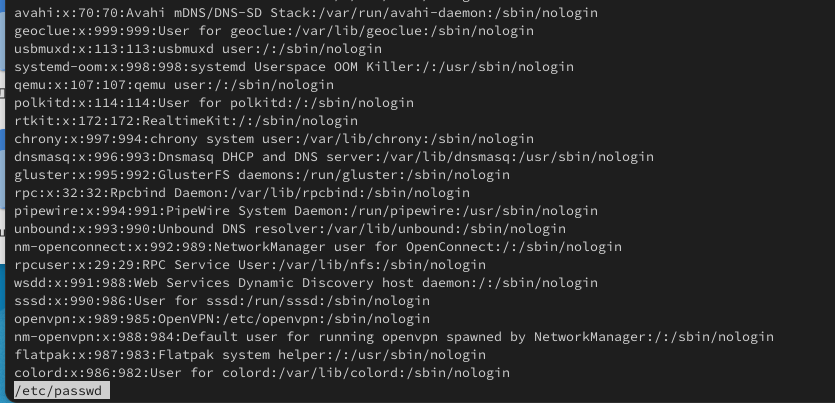 avahi:x:70:70:Avahi mDNS/DNS-SD Stack:/var/run/avahi-daemon:/sbin/nologin
geoclue:x:999:999:User for geoclue:/var/lib/geoclue:/sbin/nologin
usbmuxd:x:113:113:usbmuxd user:/:/sbin/nologin
systemd-oom:x:998:998:systemd Userspace OOM Killer:/:/usr/sbin/nologin
qemu:x:107:107:qemu user:/:/sbin/nologin
polkitd:x:114:114:User for polkitd:/:/sbin/nologin
rtkit:x:172:172:RealtimeKit:/:/sbin/nologin
chrony:x:997:994:chrony system user:/var/lib/chrony:/sbin/nologin
dnsmasq:x:996:993:Dnsmasq DHCP and DNS server:/var/lib/dnsmasq:/usr/sbin/nologin
gluster:x:995:992:GlusterFS daemons:/run/gluster:/sbin/nologin
rpc:x:32:32:Rpcbind Daemon:/var/lib/rpcbind:/sbin/nologin
pipewire:x:994:991:PipeWire System Daemon:/run/pipewire:/usr/sbin/nologin
unbound:x:993:990:Unbound DNS resolver:/var/lib/unbound:/sbin/nologin
nm-openconnect:x:992:989:NetworkManager user for OpenConnect:/:/sbin/nologin
rpcuser:x:29:29:RPC Service User:/var/lib/nfs:/sbin/nologin
wsdd:x:991:988:Web Services Dynamic Discovery host daemon:/:/sbin/nologin
sssd:x:990:986:User for sssd:/run/sssd:/sbin/nologin
openvpn:x:989:985:OpenVPN:/etc/openvpn:/sbin/nologin
nm-openvpn:x:988:984:Default user for running openvpn spawned by NetworkManager:/:/sbin/nologin
flatpak:x:987:983:Flatpak system helper:/:/usr/sbin/nologin
colord:x:986:982:User for colord:/var/lib/colord:/sbin/nologin
/etc/passwd